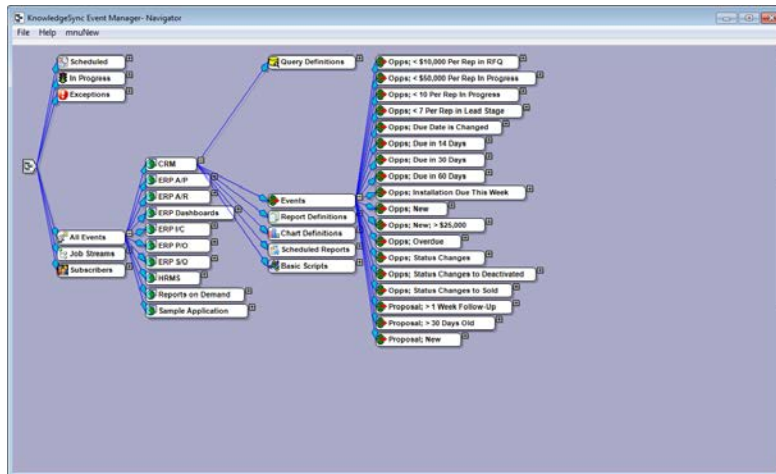 KnowledgeSync Event Manager- Navigator
File Help mnuNew
Scheduled
In Progress
Exceptions
All Events
Job Streams
Subscribers
CRM
ERP A/P
ERP A/R
ERP Dashboards
ERP I/C
ERP P/O
ERP S/O
HRMS
Reports on Demand
Sample Application
Query Definitions
Events
Report Definitions
Chart Definitions
Scheduled Reports
Basic Scripts
Opps; < $10,000 Per Rep in RFQ
Opps; < $50,000 Per Rep In Progress
Opps; < 10 Per Rep In Progress
Opps; < 7 Per Rep in Lead Stage
Opps; Due Date is Changed
Opps; Due in 14 Days
Opps; Due in 30 Days
Opps; Due in 60 Days
Opps; Installation Due This Week
Opps; New
Opps; New; > $25,000
Opps; Overdue
Opps; Status Changes
Opps; Status Changes to Deactivated
Opps; Status Changes to Sold
Proposal; > 1 Week Follow-Up
Proposal; > 30 Days Old
Proposal; New